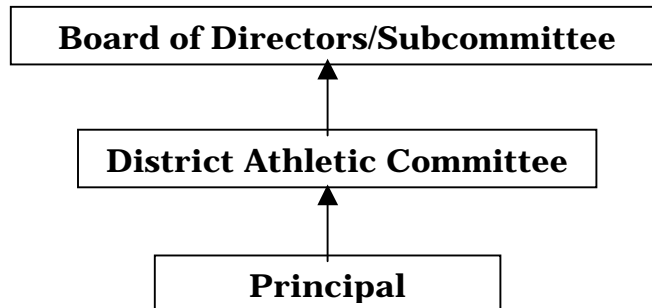 Board of Directors/Subcommittee
District Athletic Committee
Principal